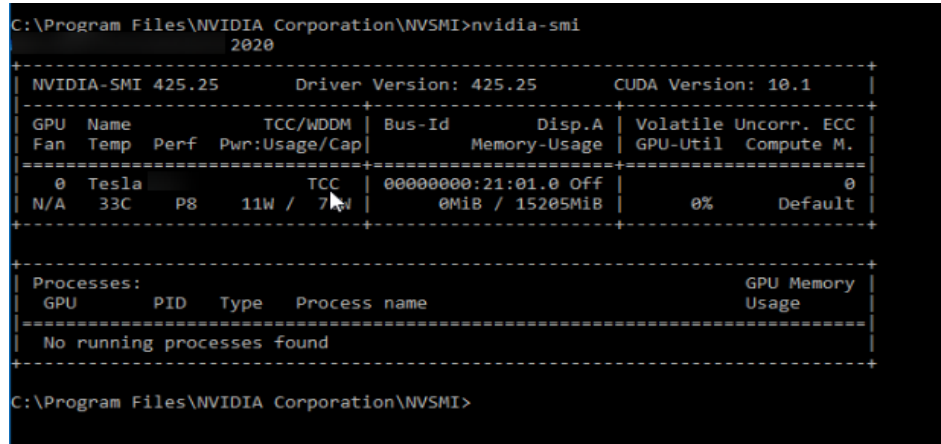 C:\Program Files\NVIDIA Corporation\NVSMI>nvidia-smi
2020
+-----------------------------------------------------------------------------+
| NVIDIA-SMI 425.25       Driver Version: 425.25       CUDA Version: 10.1     |
|-------------------------------+----------------------+----------------------+
| GPU  Name            TCC/WDDM | Bus-Id        Disp.A | Volatile Uncorr. ECC |
| Fan  Temp  Perf  Pwr:Usage/Cap|         Memory-Usage | GPU-Util  Compute M. |
|===============================+======================+======================|
|   0  Tesla               TCC  | 00000000:21:01.0 Off |                    0 |
| N/A   33C    P8    11W /      |      0MiB / 15205MiB |      0%      Default |
+-------------------------------+----------------------+----------------------+
+-----------------------------------------------------------------------------+
| Processes:                                                       GPU Memory |
|  GPU       PID   Type   Process name                             Usage      |
|=============================================================================|
|  No running processes found                                                 |
+-----------------------------------------------------------------------------+
C:\Program Files\NVIDIA Corporation\NVSMI>